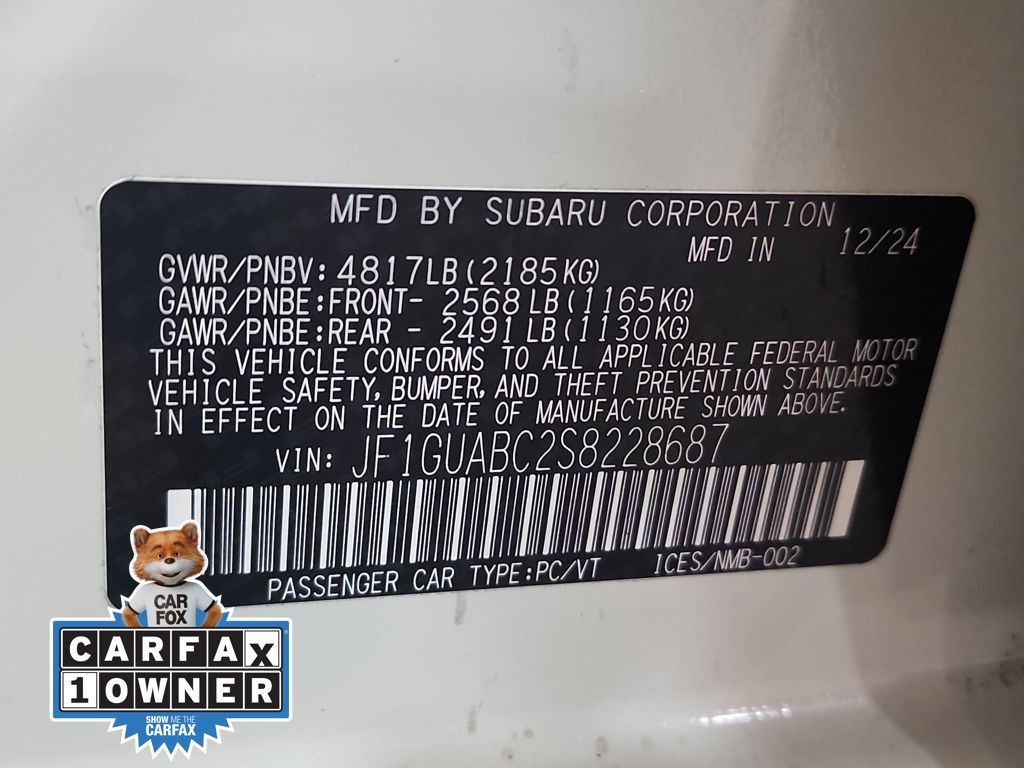 MFD BY SUBARU CORPORATION
MFD IN 12/24
GVWR/PNBV: 4817LB(2185KG)
GAWR/PNBE:FRONT- 2568 LB(1165KG)
GAWR/PNBE:REAR - 2491 LB(1130KG)
THIS VEHICLE CONFORMS TO ALL APPLICABLE FEDERAL MOTOR
VEHICLE SAFETY, BUMPER, AND THEFT PREVENTION STANDARDS
IN EFFECT ON THE DATE OF MANUFACTURE SHOWN ABOVE.
VIN: JF1GUABC2S8228687
PASSENGER CAR TYPE:PC/VT ICES/NMB-002
CAR
FOX
CARFAX
1 OWNER
SHOW ME THE
CARFAX